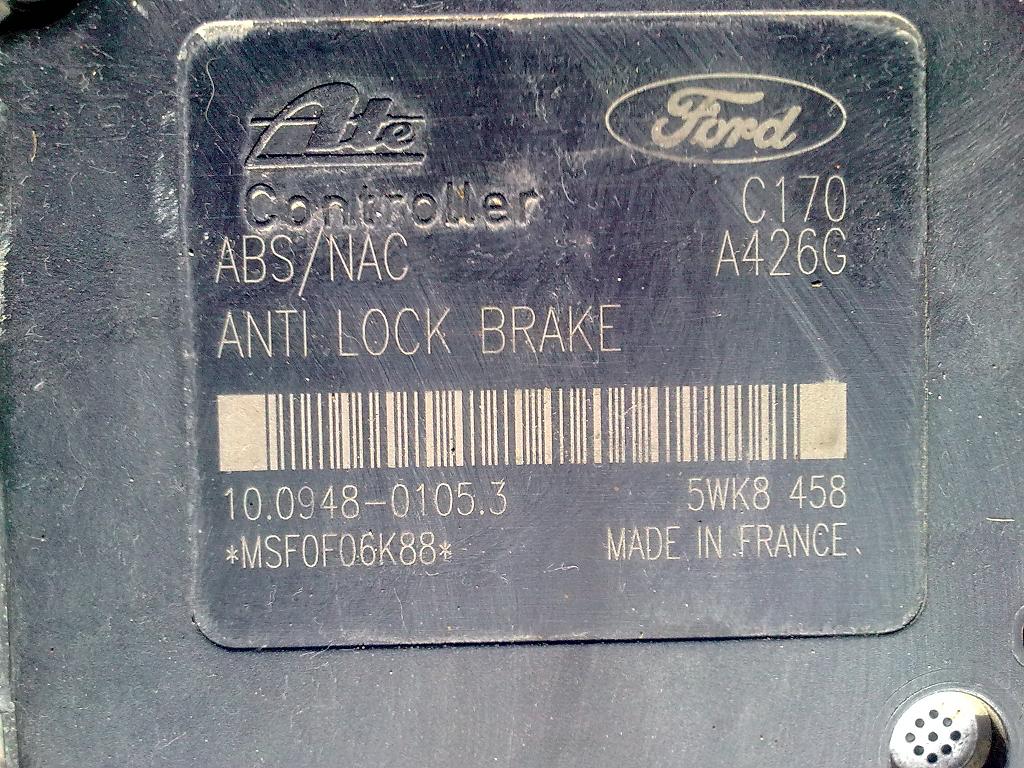 Ate Ford
Controller C170
ABS/NAC A426G
ANTI LOCK BRAKE
10.0948-0105.3 5WK8 458
*MSF0F06K88* MADE IN FRANCE